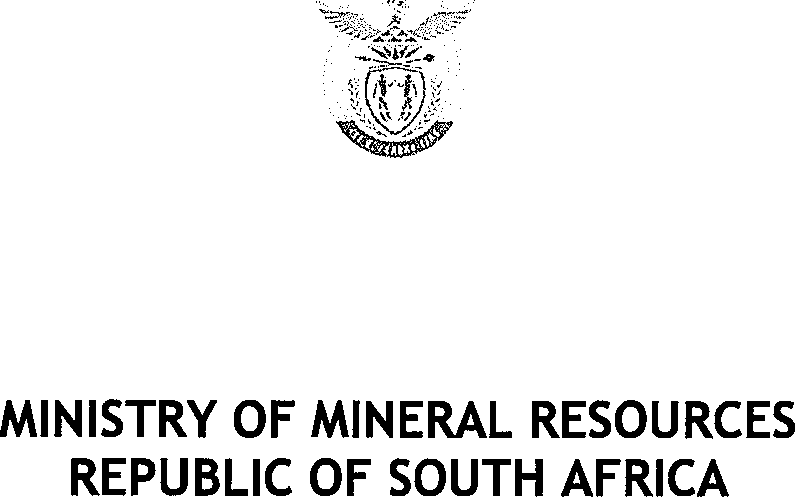 MINISTRY OF MINERAL RESOURCES
REPUBLIC OF SOUTH AFRICA